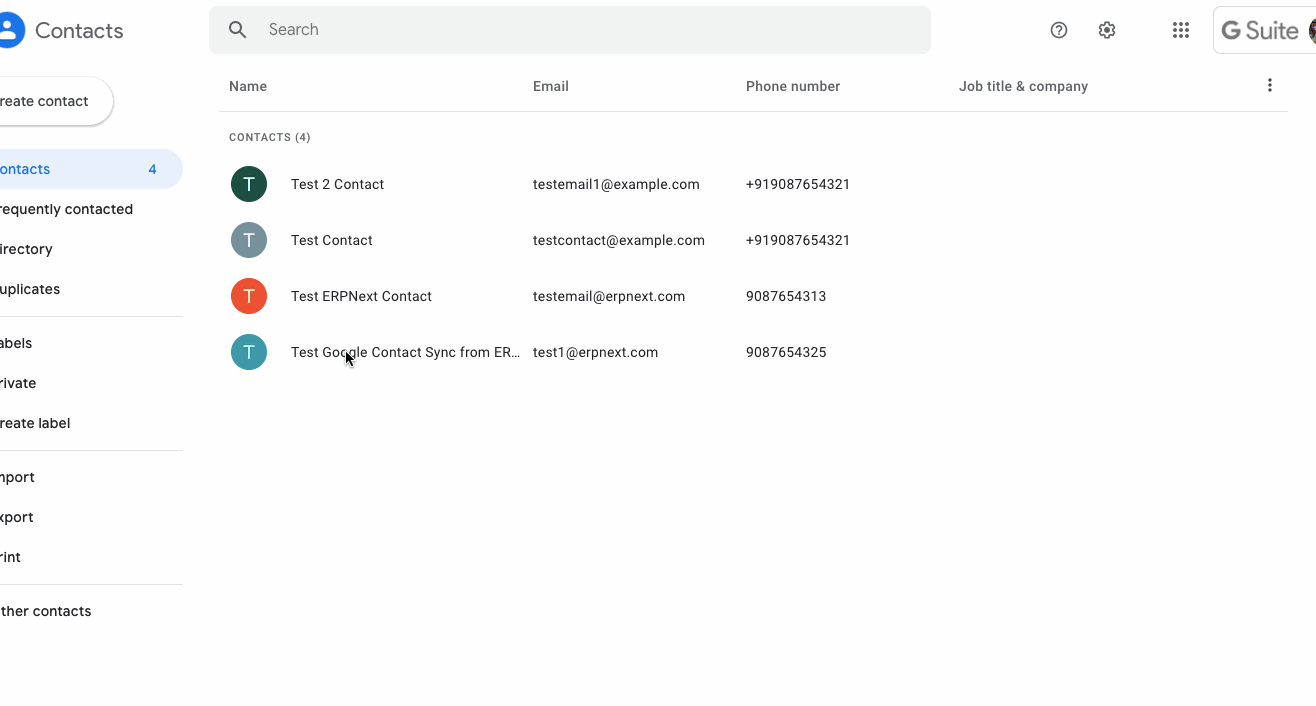 Contacts
Search
G Suite
reate contact
Name Email Phone number Job title & company
CONTACTS (4)
ontacts 4
T Test 2 Contact testemail1@example.com +919087654321
requently contacted
T Test Contact testcontact@example.com +919087654321
irectory
uplicates
T Test ERPNext Contact testemail@erpnext.com 9087654313
abels
T Test Google Contact Sync from ER… test1@erpnext.com 9087654325
rivate
reate label
mport
xport
rint
ther contacts